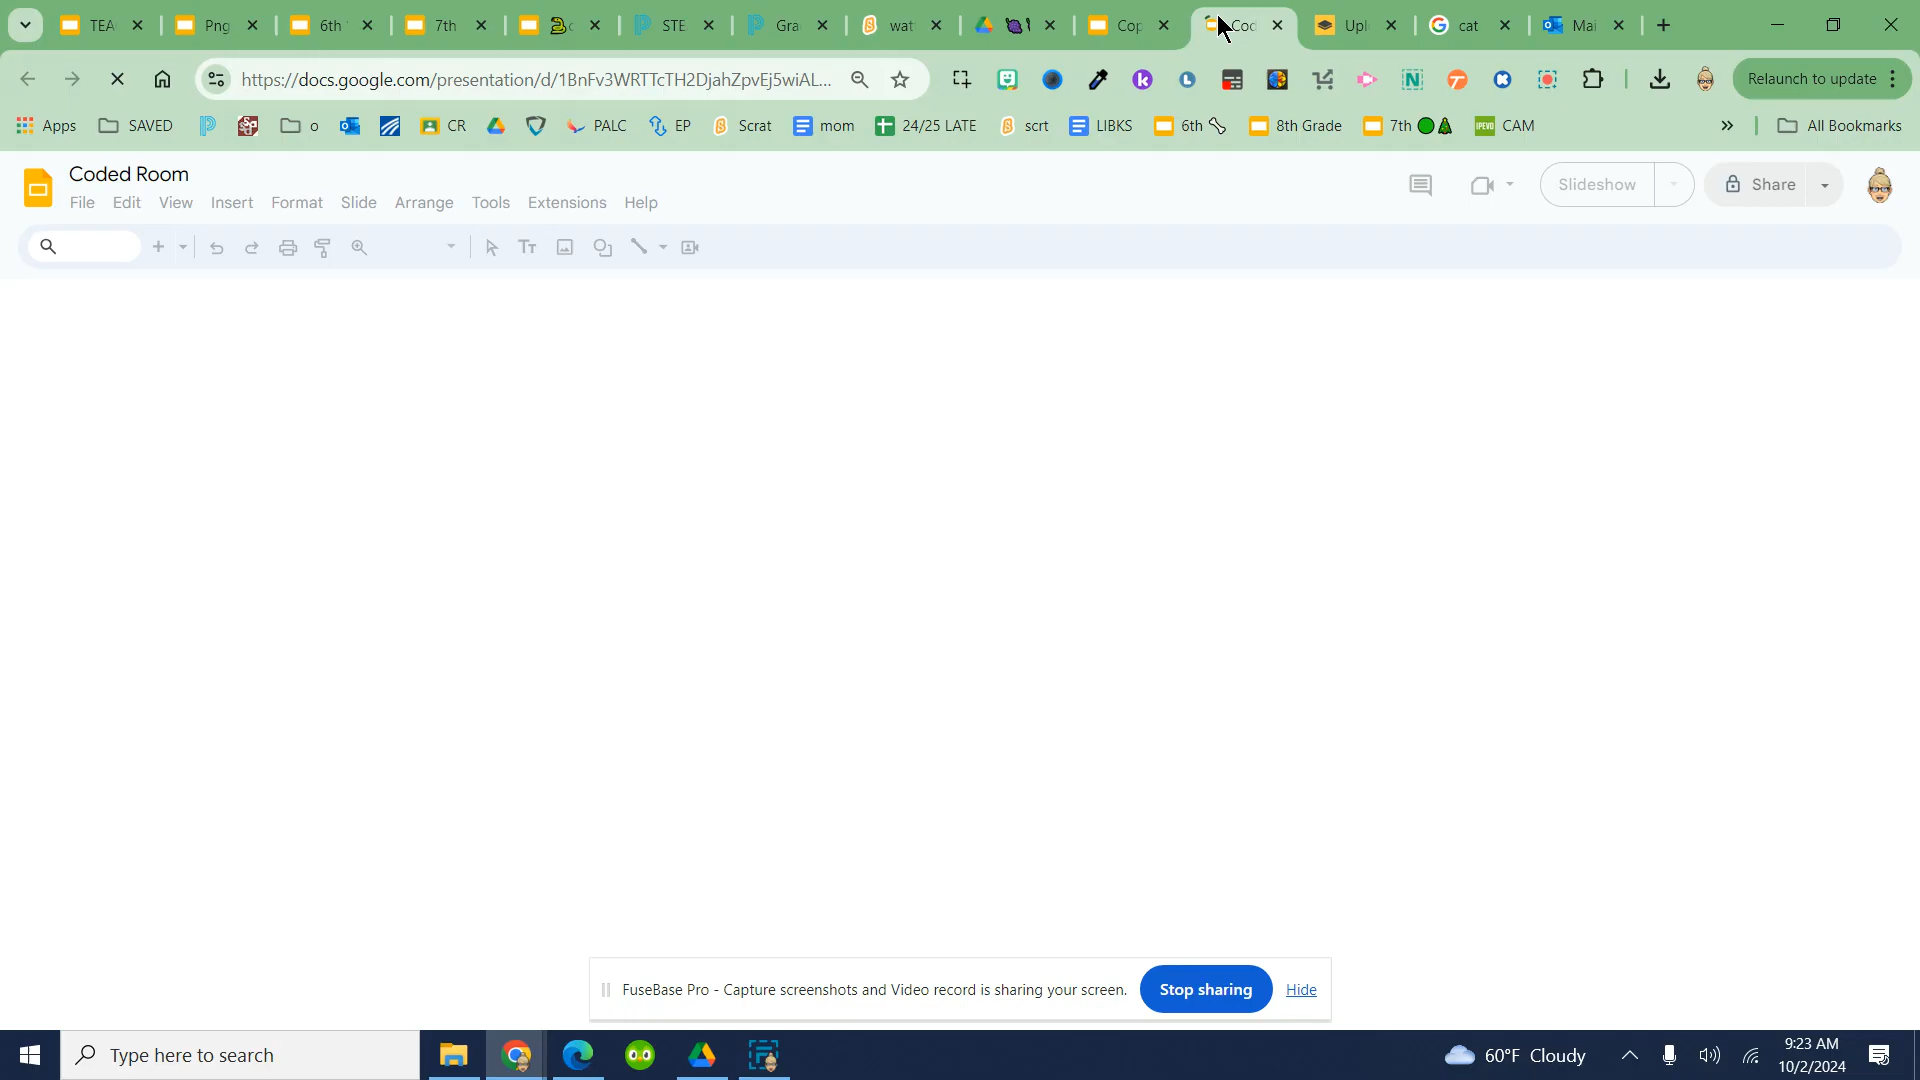 TEA
Png
6th
7th
STE
Gra
wat
Cop
Coc
Upl
cat
Mai
https://docs.google.com/presentation/d/1BnFv3WRTTcTH2DjahZpvEj5wiAL...
Relaunch to update
Apps
SAVED
o
CR
PALC
EP
Scrat
mom
24/25 LATE
scrt
LIBKS
6th
8th Grade
7th
IPEVO
CAM
All Bookmarks
Coded Room
File Edit View Insert Format Slide Arrange Tools Extensions Help
Slideshow
Share
FuseBase Pro - Capture screenshots and Video record is sharing your screen.
Stop sharing
Hide
Type here to search
60°F Cloudy
9:23 AM
10/2/2024